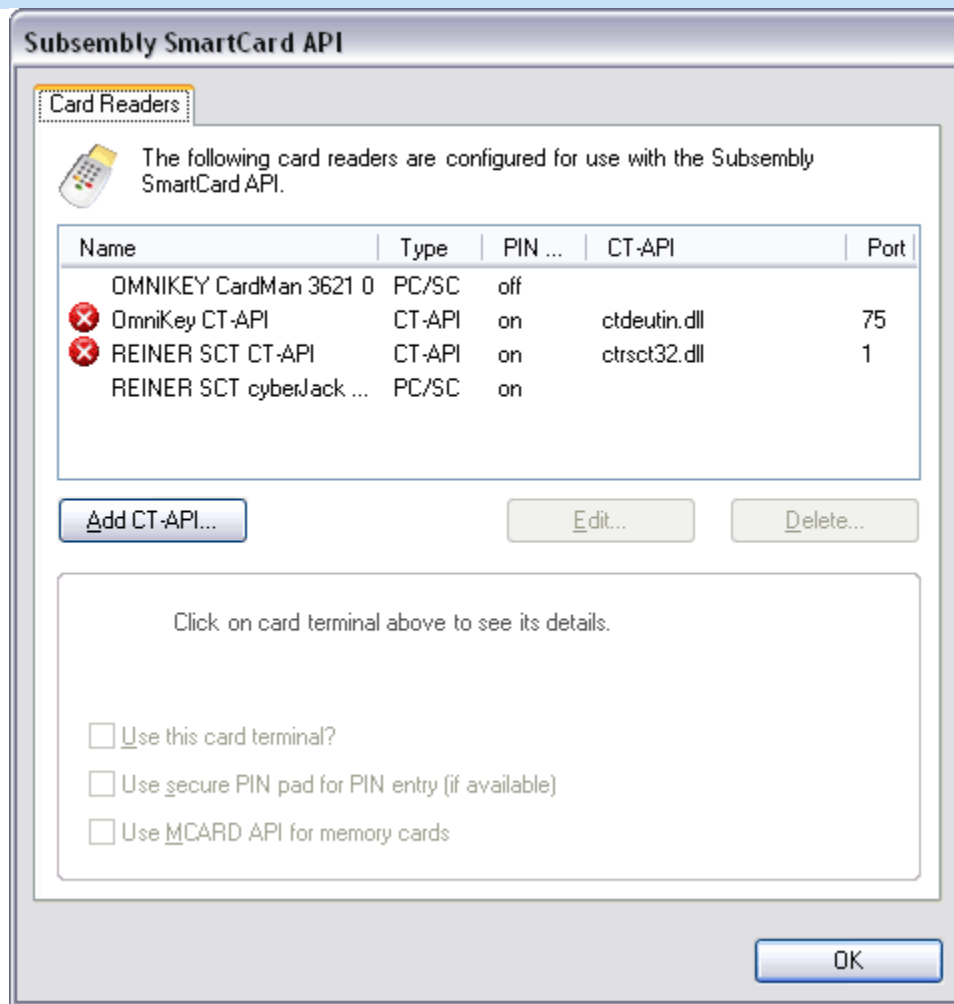 Subsembly SmartCard API
Card Readers
The following card readers are configured for use with the Subsembly
SmartCard API.
Name Type PIN ... CT-API Port
OMNIKEY CardMan 3621 0 PC/SC off
OmniKey CT-API CT-API on ctdeutin.dll 75
REINER SCT CT-API CT-API on ctrsct32.dll 1
REINER SCT cyberJack ... PC/SC on
Add CT-API... Edit... Delete...
Click on card terminal above to see its details.
Use this card terminal?
Use secure PIN pad for PIN entry (if available)
Use MCARD API for memory cards
OK